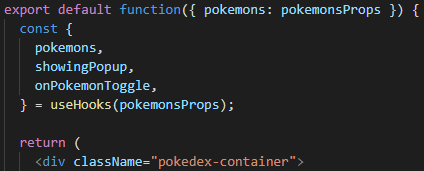 export default function({ pokemons: pokemonsProps }) {
  const {
    pokemons,
    showingPopup,
    onPokemonToggle,
  } = useHooks(pokemonsProps);

  return (
    <div className="pokedex-container">